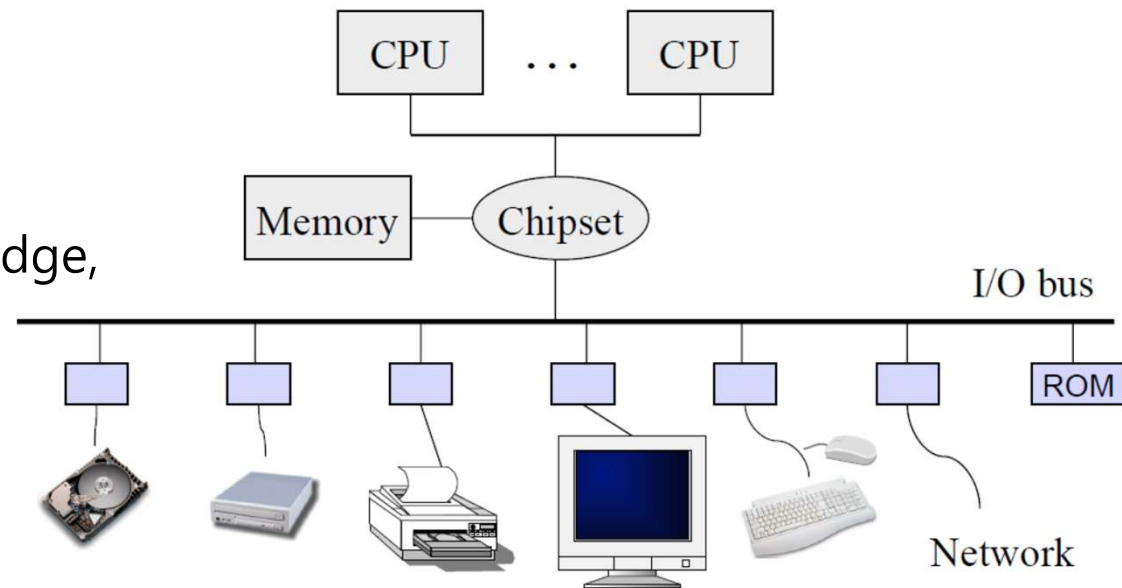 CPU ... CPU
Memory Chipset
dge,
I/O bus
ROM
Network